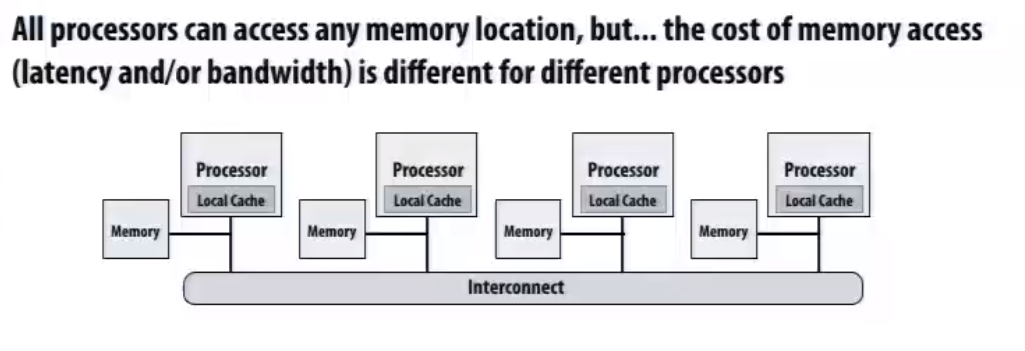 All processors can access any memory location, but... the cost of memory access
(latency and/or bandwidth) is different for different processors
Processor
Local Cache
Memory
Processor
Local Cache
Memory
Processor
Local Cache
Memory
Processor
Local Cache
Memory
Interconnect